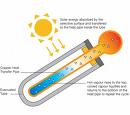 Solar energy absorbed by the
selective surface and transferred
to the heat pipe inside the tube
Copper Heat
Transfer Pipe
Evacuated
Tube
Hot vapour rises to the top,
cooled vapour liquifies and
returns to the bottom of heat
pipe to repeat the cycle